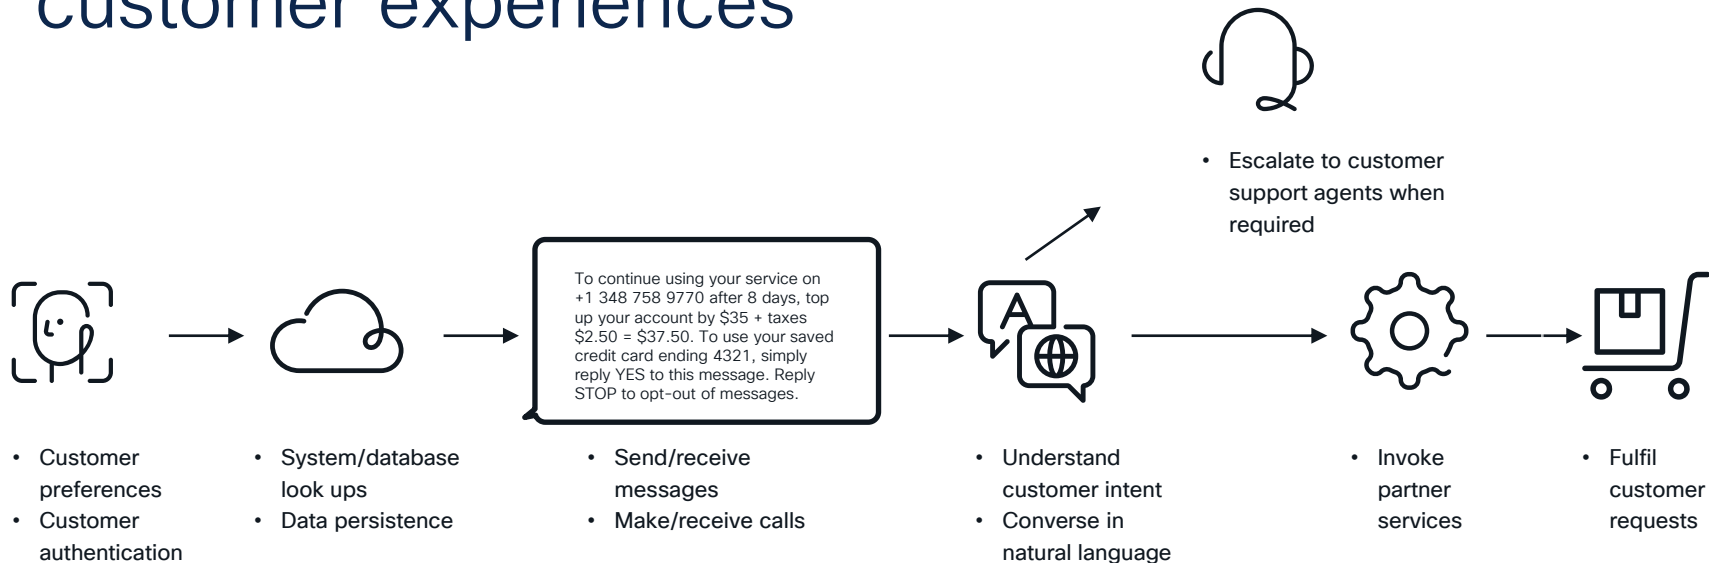 customer experiences
• Escalate to customer
support agents when
required
To continue using your service on
+1 348 758 9770 after 8 days, top
up your account by $35 + taxes
$2.50 = $37.50. To use your saved
credit card ending 4321, simply
reply YES to this message. Reply
STOP to opt-out of messages.
A
• Customer
preferences
• Customer
authentication
• System/database
look ups
• Data persistence
• Send/receive
messages
• Make/receive calls
• Understand
customer intent
• Converse in
natural language
• Invoke
partner
services
• Fulfil
customer
requests